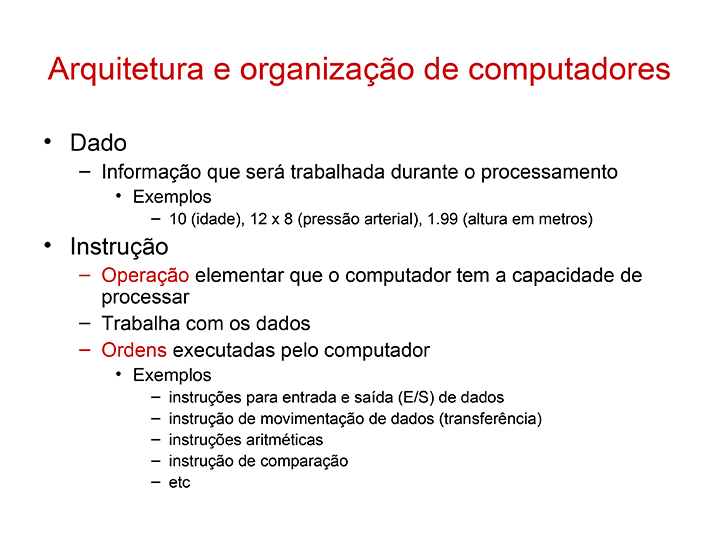 Arquitetura e organização de computadores
• Dado
– Informação que será trabalhada durante o processamento
• Exemplos
– 10 (idade), 12 x 8 (pressão arterial), 1.99 (altura em metros)
• Instrução
– Operação elementar que o computador tem a capacidade de
processar
– Trabalha com os dados
– Ordens executadas pelo computador
• Exemplos
– instruções para entrada e saída (E/S) de dados
– instrução de movimentação de dados (transferência)
– instruções aritméticas
– instrução de comparação
– etc